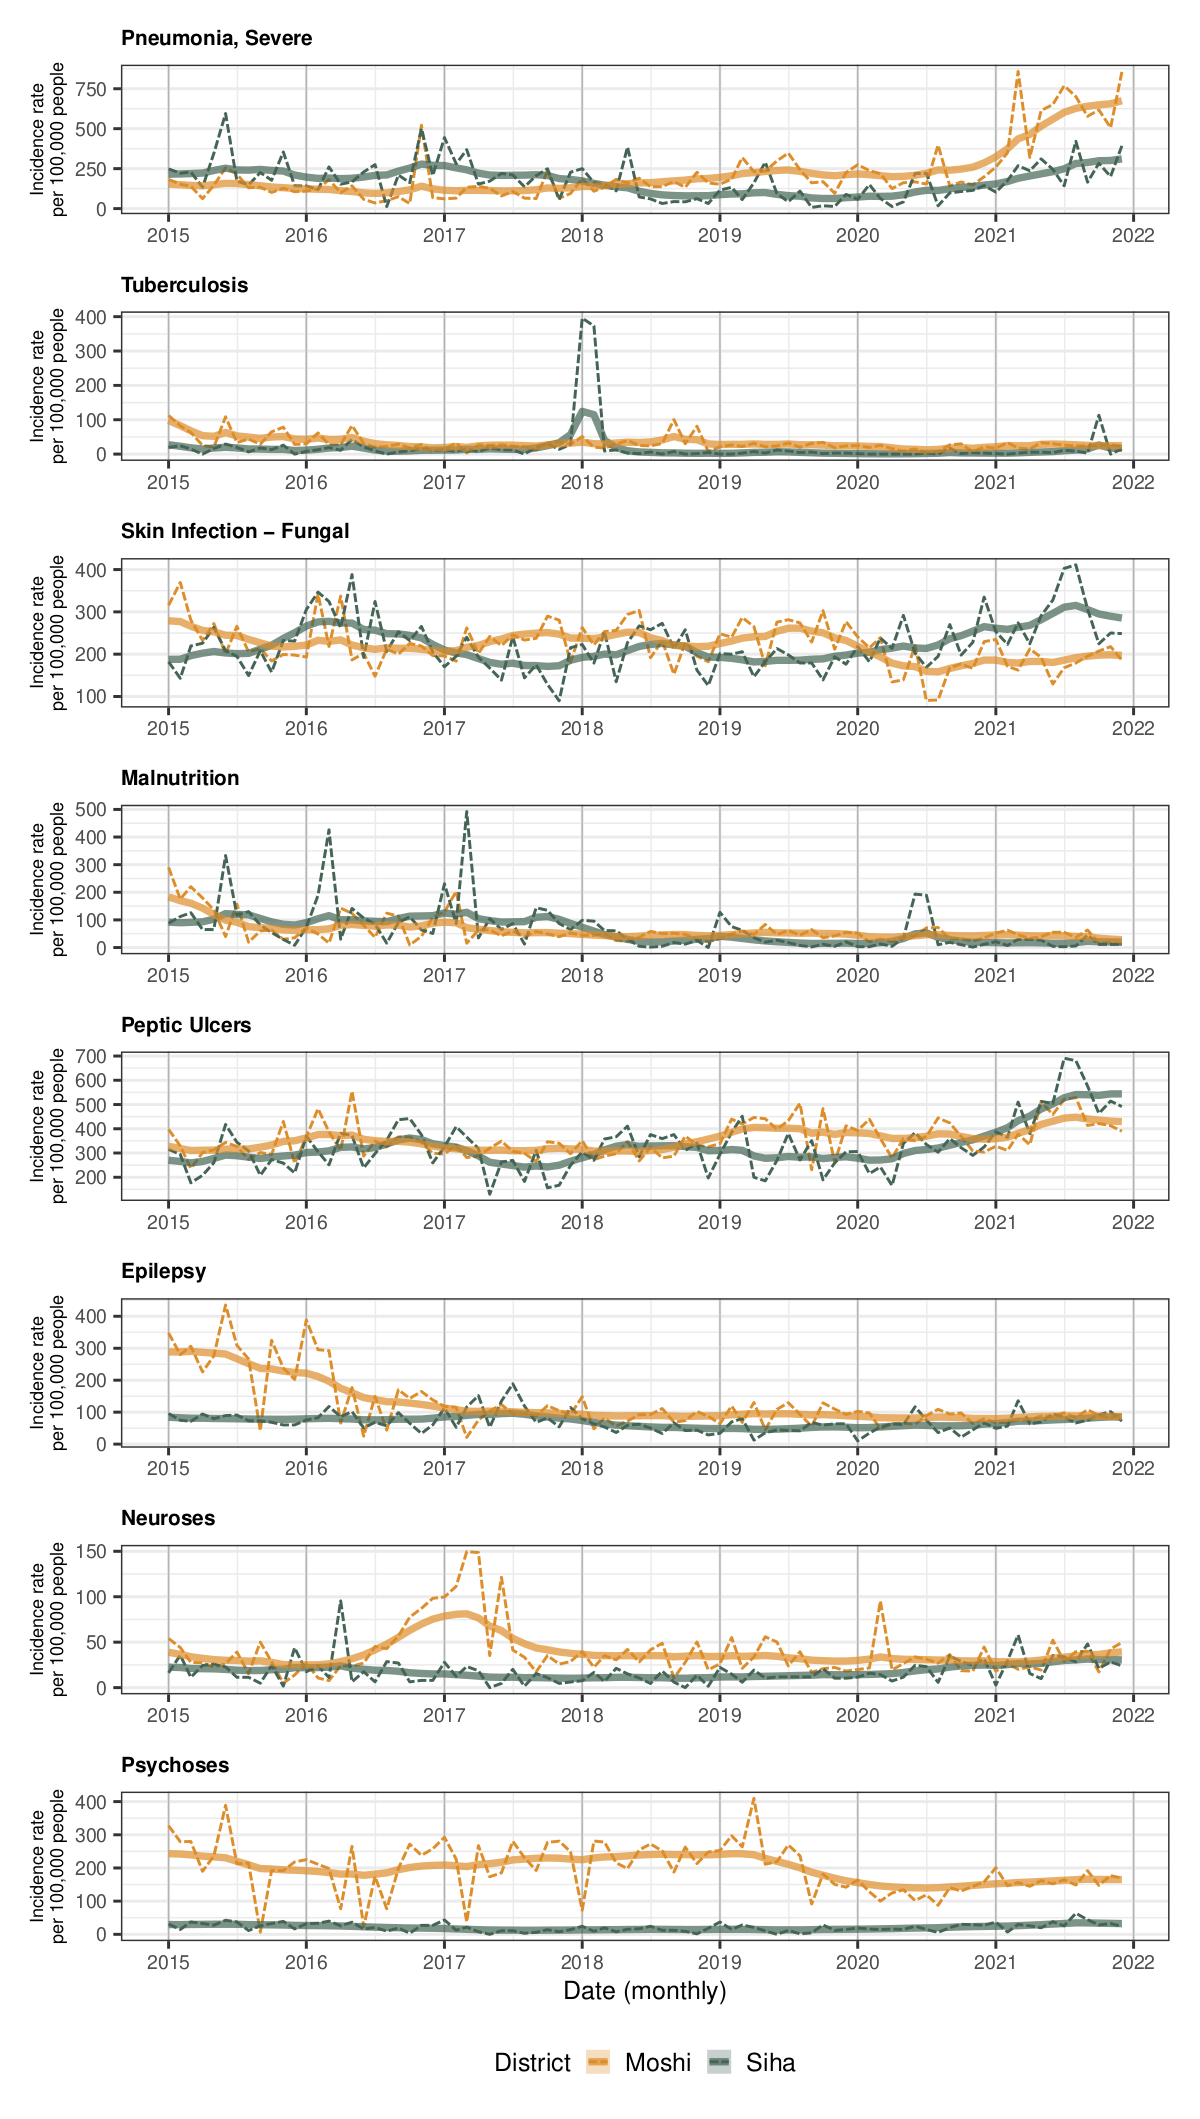 Pneumonia, Severe
Incidence rate
per 100,000 people
750
500
250
0
2015 2016 2017 2018 2019 2020 2021 2022
Tuberculosis
Incidence rate
per 100,000 people
400
300
200
100
0
2015 2016 2017 2018 2019 2020 2021 2022
Skin Infection – Fungal
Incidence rate
per 100,000 people
400
300
200
100
2015 2016 2017 2018 2019 2020 2021 2022
Malnutrition
Incidence rate
per 100,000 people
500
400
300
200
100
0
2015 2016 2017 2018 2019 2020 2021 2022
Peptic Ulcers
Incidence rate
per 100,000 people
700
600
500
400
300
200
2015 2016 2017 2018 2019 2020 2021 2022
Epilepsy
Incidence rate
per 100,000 people
400
300
200
100
0
2015 2016 2017 2018 2019 2020 2021 2022
Neuroses
Incidence rate
per 100,000 people
150
100
50
0
2015 2016 2017 2018 2019 2020 2021 2022
Psychoses
Incidence rate
per 100,000 people
400
300
200
100
0
2015 2016 2017 2018 2019 2020 2021 2022
Date (monthly)
District Moshi Siha